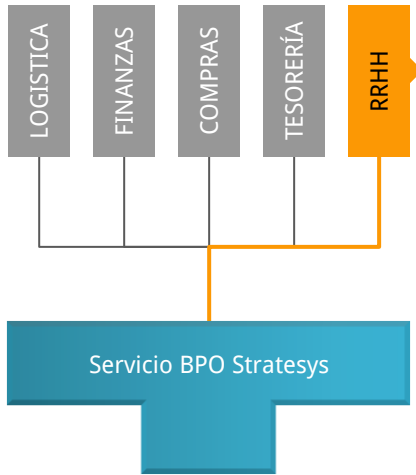 LOGISTICA
FINANZAS
COMPRAS
TESORERÍA
RRHH
Servicio BPO Stratesys